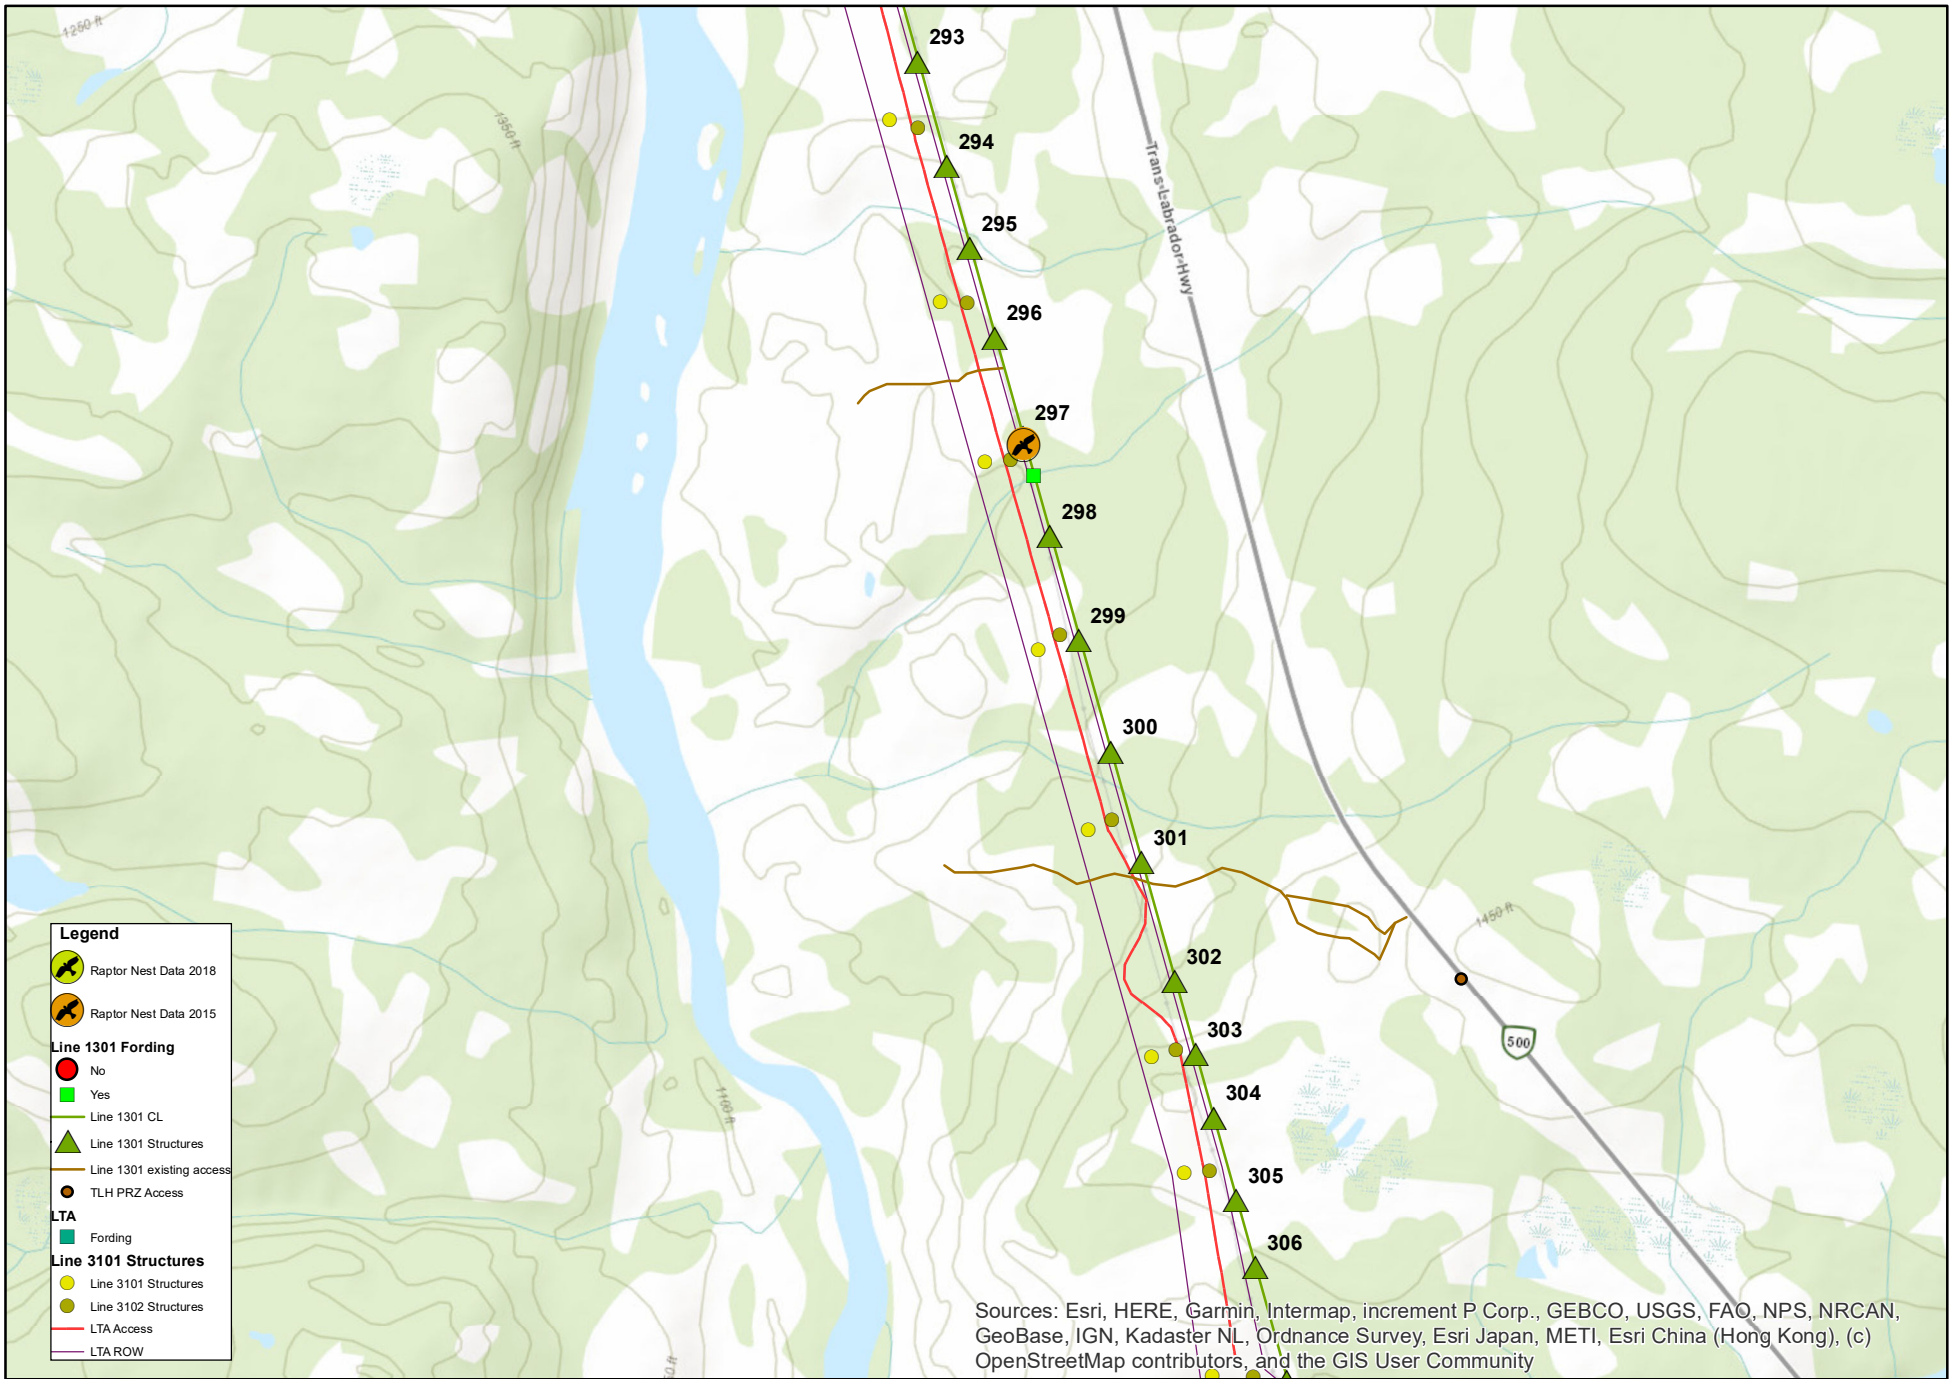 1250 ft
293
1350 ft
294
Trans-Labrador-Hwy
295
296
297
298
299
300
301
1450 ft
302
303
500
304
1100 ft
305
306
Legend
Raptor Nest Data 2018
Raptor Nest Data 2015
Line 1301 Fording
No
Yes
Line 1301 CL
Line 1301 Structures
Line 1301 existing access
TLH PRZ Access
LTA
Fording
Line 3101 Structures
Line 3101 Structures
Line 3102 Structures
LTA Access
LTA ROW
Sources: Esri, HERE, Garmin, Intermap, increment P Corp., GEBCO, USGS, FAO, NPS, NRCAN,
GeoBase, IGN, Kadaster NL, Ordnance Survey, Esri Japan, METI, Esri China (Hong Kong), (c)
OpenStreetMap contributors, and the GIS User Community